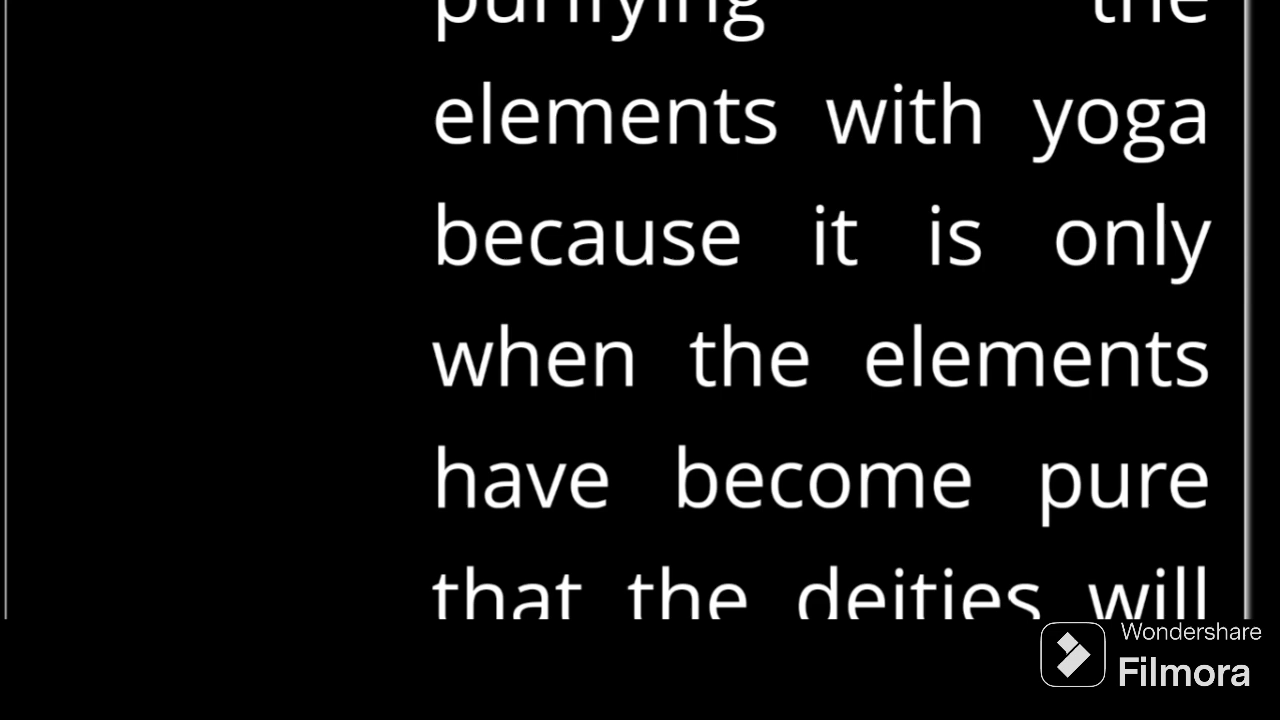 purifying the
elements with yoga
because it is only
when the elements
have become pure
that the deities will
Wondershare
Filmora